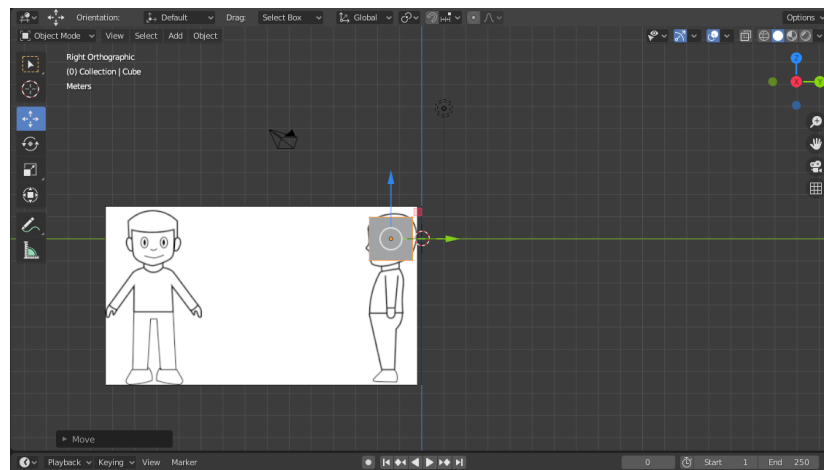 Orientation: Default Drag: Select Box Global Options
Object Mode View Select Add Object
Right Orthographic
(0) Collection | Cube
Meters
Z
X
Y
Move
Playback Keying View Marker 0 Start 1 End 250